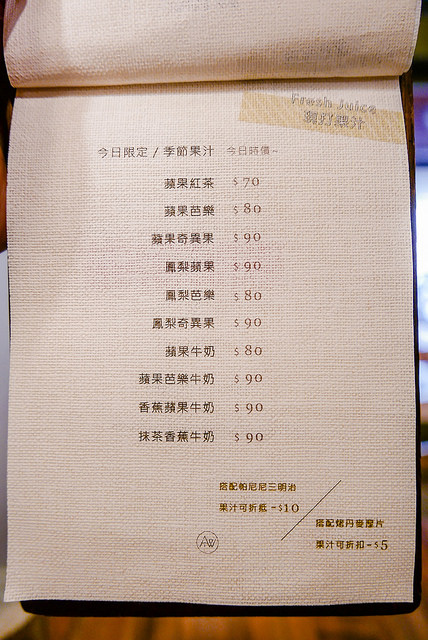 Fresh Juice
現打果汁
今日限定 / 季節果汁 今日時價~
蘋果紅茶 $ 70
蘋果芭樂 $ 80
蘋果奇異果 $ 90
鳳梨蘋果 $ 90
鳳梨芭樂 $ 80
鳳梨奇異果 $ 90
蘋果牛奶 $ 80
蘋果芭樂牛奶 $ 90
香蕉蘋果牛奶 $ 90
抹茶香蕉牛奶 $ 90
搭配帕尼尼三明治
果汁可折抵 -$10
搭配烤丹麥厚片
果汁可折扣 -$5
AW